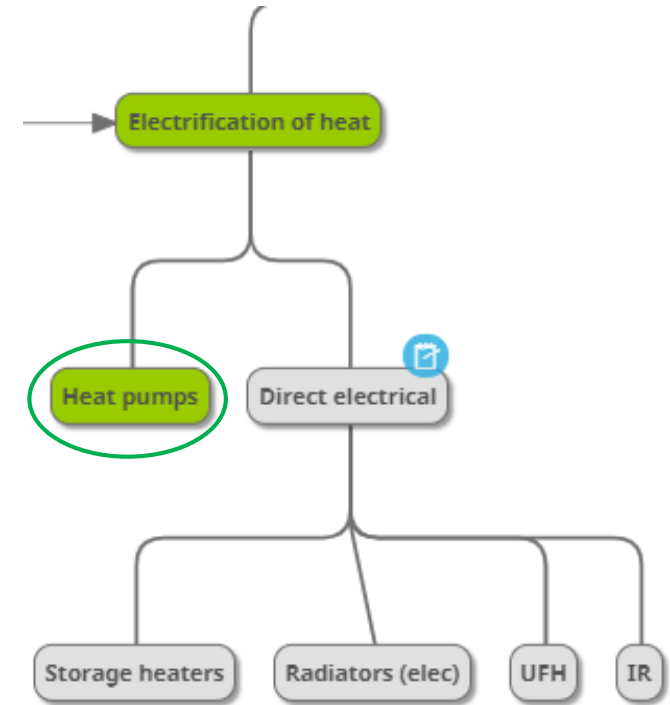 Electrification of heat
Heat pumps
Direct electrical
Storage heaters
Radiators (elec)
UFH
IR